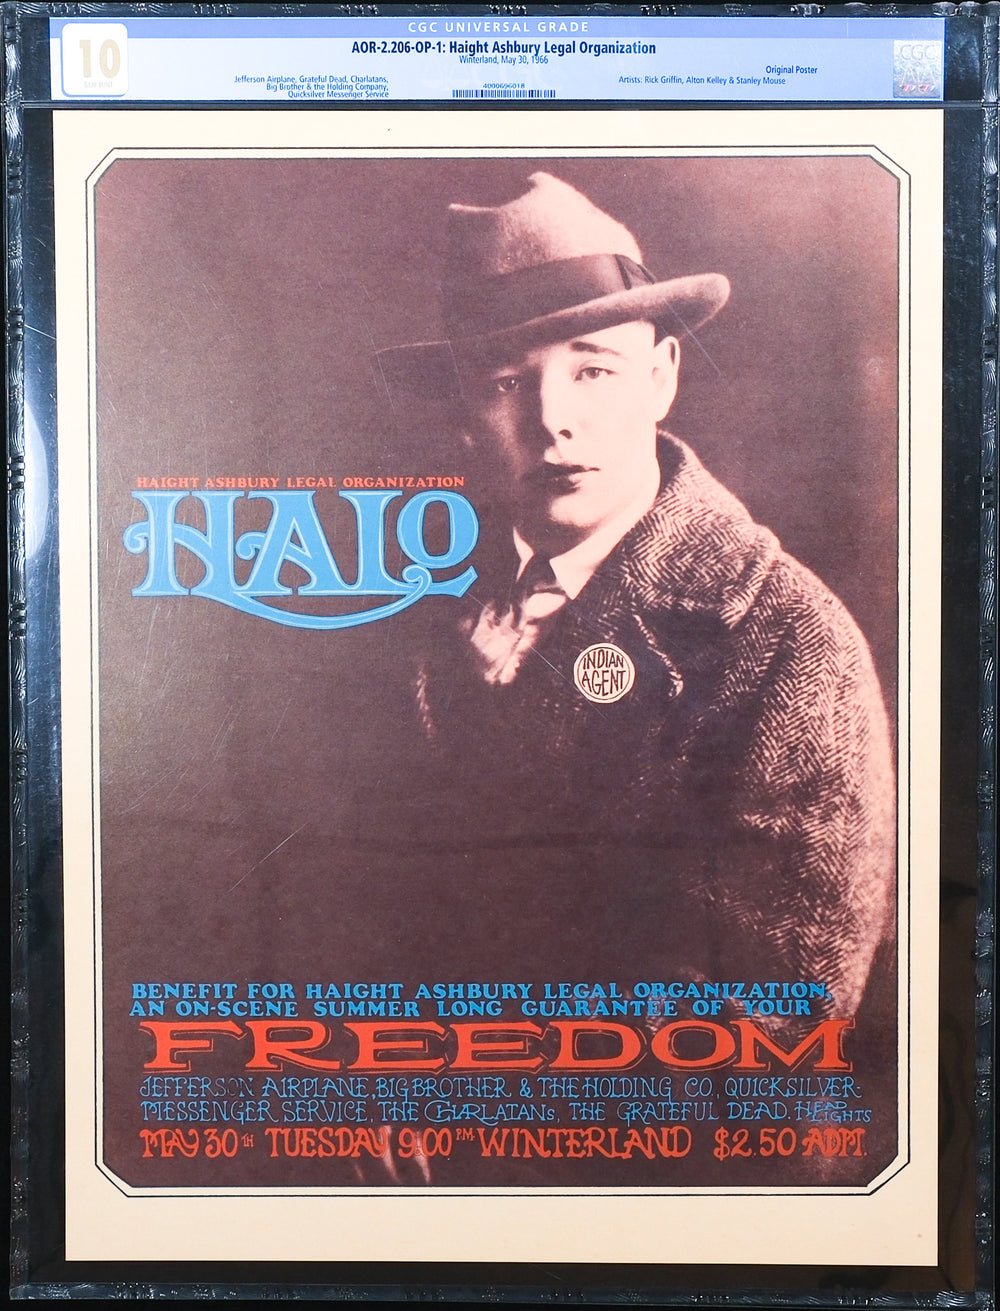 CGC UNIVERSAL GRADE
10
GEM MINT
AOR-2.206-OP-1: Haight Ashbury Legal Organization
Winterland, May 30, 1966
Original Poster
Jefferson Airplane, Grateful Dead, Charlatans,
Big Brother & the Holding Company,
Quicksilver Messenger Service
4000696018
Artists: Rick Griffin, Alton Kelley & Stanley Mouse
CGC
HAIGHT ASHBURY LEGAL ORGANIZATION
HALO
INDIAN
AGENT
BENEFIT FOR HAIGHT ASHBURY LEGAL ORGANIZATION,
AN ON-SCENE SUMMER LONG GUARANTEE OF YOUR
FREEDOM
JEFFERSON AIRPLANE, BIG BROTHER & THE HOLDING CO., QUICKSILVER-
MESSENGER SERVICE, THE CHARLATANS, THE GRATEFUL DEAD. HEAD LIGHTS
MAY 30TH TUESDAY 9:00 PM WINTERLAND $2.50 ADM.